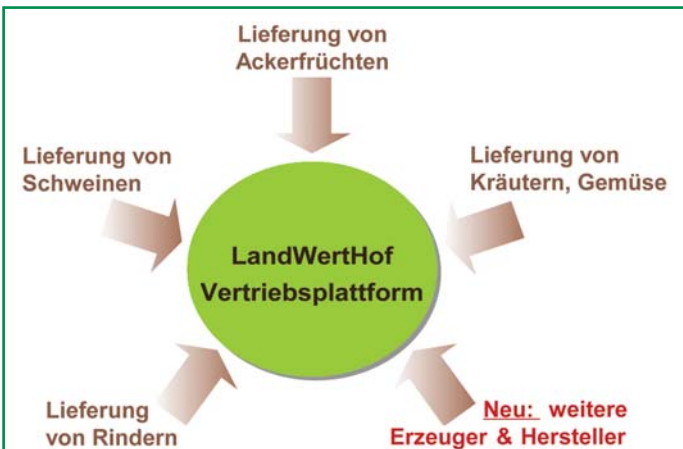 Lieferung von
Ackerfrüchten
Lieferung von
Schweinen
Lieferung von
Kräutern, Gemüse
LandWertHof
Vertriebsplattform
Lieferung
von Rindern
Neu: weitere
Erzeuger & Hersteller